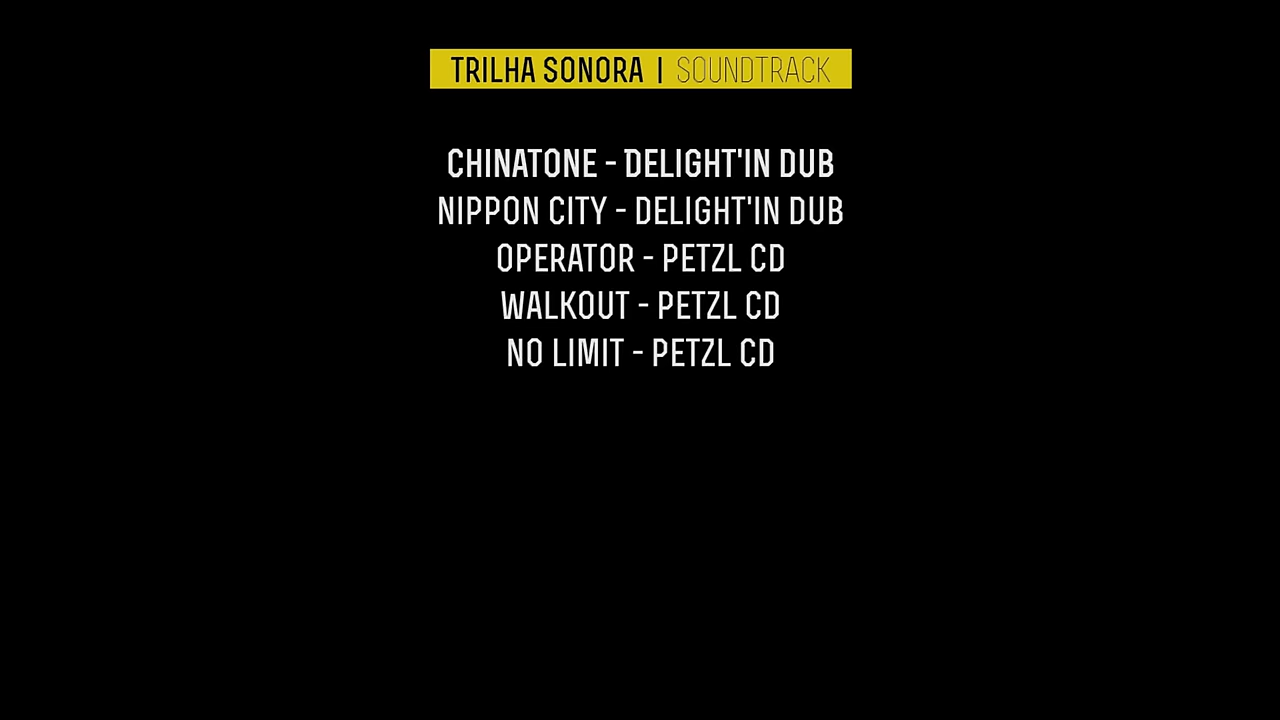 TRILHA SONORA | SOUNDTRACK
CHINATONE - DELIGHT'IN DUB
NIPPON CITY - DELIGHT'IN DUB
OPERATOR - PETZL CD
WALKOUT - PETZL CD
NO LIMIT - PETZL CD